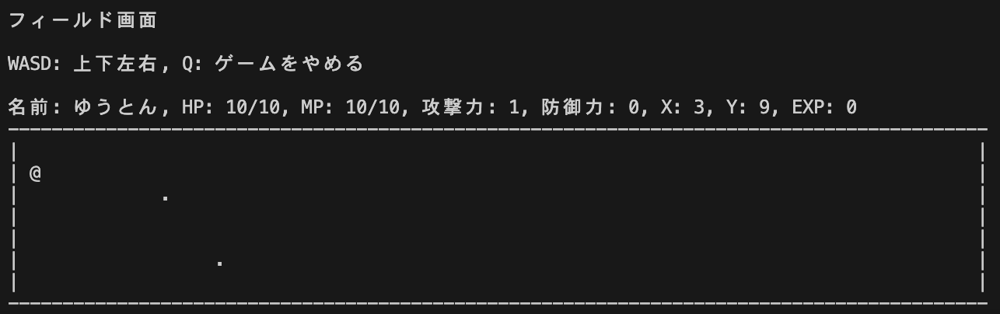 フィールド画面
WASD: 上下左右, Q: ゲームをやめる
名前: ゆうとん, HP: 10/10, MP: 10/10, 攻撃力: 1, 防御力: 0, X: 3, Y: 9, EXP: 0
------------------------------------------------------------------------------------------
|                                                                                        |
| @                                                                                      |
|             .                                                                          |
|                                                                                        |
|                                                                                        |
|                  .                                                                     |
|                                                                                        |
------------------------------------------------------------------------------------------